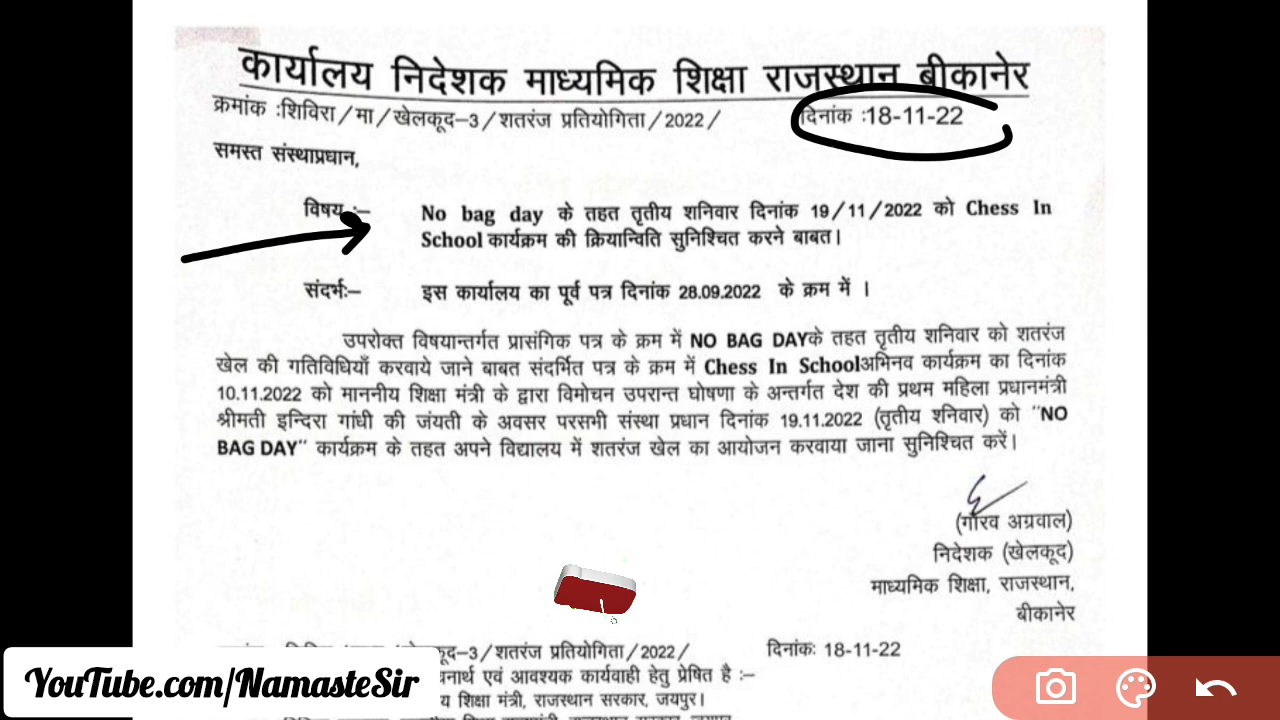 कार्यालय निदेशक माध्यमिक शिक्षा राजस्थान बीकानेर
क्रमांक :शिविरा/मा/खेलकूद–3/शतरंज प्रतियोगिता/2022/ दिनांक :18-11-22
समस्त संस्थाप्रधान,
विषय :– No bag day के तहत तृतीय शनिवार दिनांक 19/11/2022 को Chess In
School कार्यक्रम की क्रियान्विति सुनिश्चित करने बाबत।
संदर्भः– इस कार्यालय का पूर्व पत्र दिनांक 28.09.2022 के क्रम में ।
उपरोक्त विषयान्तर्गत प्रासंगिक पत्र के क्रम में NO BAG DAYके तहत तृतीय शनिवार को शतरंज
खेल की गतिविधियाँ करवाये जाने बाबत संदर्भित पत्र के क्रम में Chess In Schoolअभिनव कार्यक्रम का दिनांक
10.11.2022 को माननीय शिक्षा मंत्री के द्वारा विमोचन उपरान्त घोषणा के अन्तर्गत देश की प्रथम महिला प्रधानमंत्री
श्रीमती इन्दिरा गांधी की जंयती के अवसर परसभी संस्था प्रधान दिनांक 19.11.2022 (तृतीय शनिवार) को "NO
BAG DAY" कार्यक्रम के तहत अपने विद्यालय में शतरंज खेल का आयोजन करवाया जाना सुनिश्चित करें।
(गौरव अग्रवाल)
निदेशक (खेलकूद)
माध्यमिक शिक्षा, राजस्थान,
बीकानेर
कूद–3/शतरंज प्रतियोगिता/2022/ दिनांकः 18-11-22
नार्थ एवं आवश्यक कार्यवाही हेतु प्रेषित है :–
य शिक्षा मंत्री, राजस्थान सरकार, जयपुर।
YouTube.com/NamasteSir